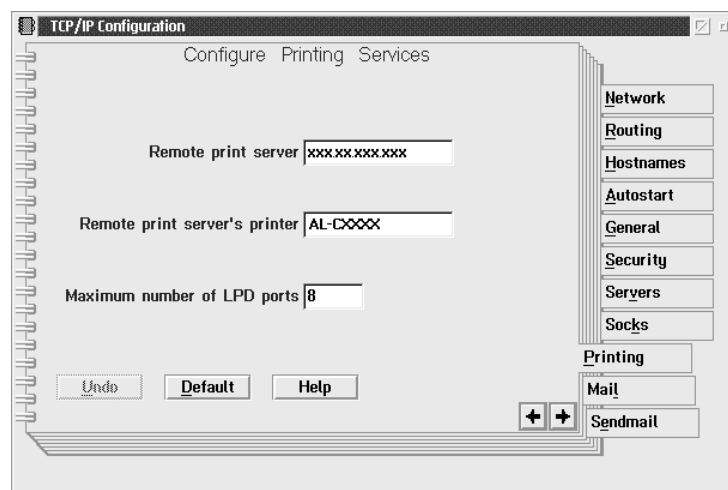 TCP/IP Configuration
Configure Printing Services
Remote print server xxx.xx.xxx.xxx
Remote print server's printer AL-CXXXX
Maximum number of LPD ports 8
Undo Default Help
Network
Routing
Hostnames
Autostart
General
Security
Servers
Socks
Printing
Mail
Sendmail